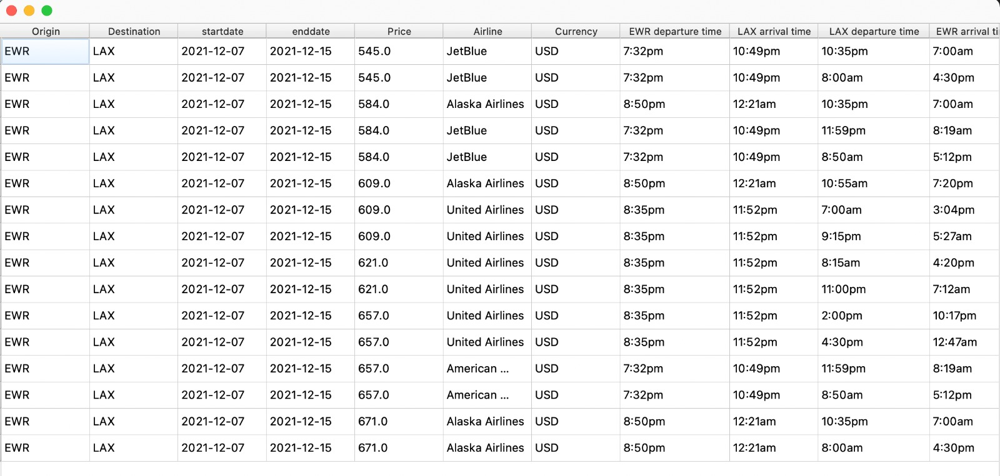 Origin Destination startdate enddate Price Airline Currency EWR departure time LAX arrival time LAX departure time EWR arrival
EWR LAX 2021-12-07 2021-12-15 545.0 JetBlue USD 7:32pm 10:49pm 10:35pm 7:00am
EWR LAX 2021-12-07 2021-12-15 545.0 JetBlue USD 7:32pm 10:49pm 8:00am 4:30pm
EWR LAX 2021-12-07 2021-12-15 584.0 Alaska Airlines USD 8:50pm 12:21am 10:35pm 7:00am
EWR LAX 2021-12-07 2021-12-15 584.0 JetBlue USD 7:32pm 10:49pm 11:59pm 8:19am
EWR LAX 2021-12-07 2021-12-15 584.0 JetBlue USD 7:32pm 10:49pm 8:50am 5:12pm
EWR LAX 2021-12-07 2021-12-15 609.0 Alaska Airlines USD 8:50pm 12:21am 10:55am 7:20pm
EWR LAX 2021-12-07 2021-12-15 609.0 United Airlines USD 8:35pm 11:52pm 7:00am 3:04pm
EWR LAX 2021-12-07 2021-12-15 609.0 United Airlines USD 8:35pm 11:52pm 9:15pm 5:27am
EWR LAX 2021-12-07 2021-12-15 621.0 United Airlines USD 8:35pm 11:52pm 8:15am 4:20pm
EWR LAX 2021-12-07 2021-12-15 621.0 United Airlines USD 8:35pm 11:52pm 11:00pm 7:12am
EWR LAX 2021-12-07 2021-12-15 657.0 United Airlines USD 8:35pm 11:52pm 2:00pm 10:17pm
EWR LAX 2021-12-07 2021-12-15 657.0 United Airlines USD 8:35pm 11:52pm 4:30pm 12:47am
EWR LAX 2021-12-07 2021-12-15 657.0 American ... USD 7:32pm 10:49pm 11:59pm 8:19am
EWR LAX 2021-12-07 2021-12-15 657.0 American ... USD 7:32pm 10:49pm 8:50am 5:12pm
EWR LAX 2021-12-07 2021-12-15 671.0 Alaska Airlines USD 8:50pm 12:21am 10:35pm 7:00am
EWR LAX 2021-12-07 2021-12-15 671.0 Alaska Airlines USD 8:50pm 12:21am 8:00am 4:30pm